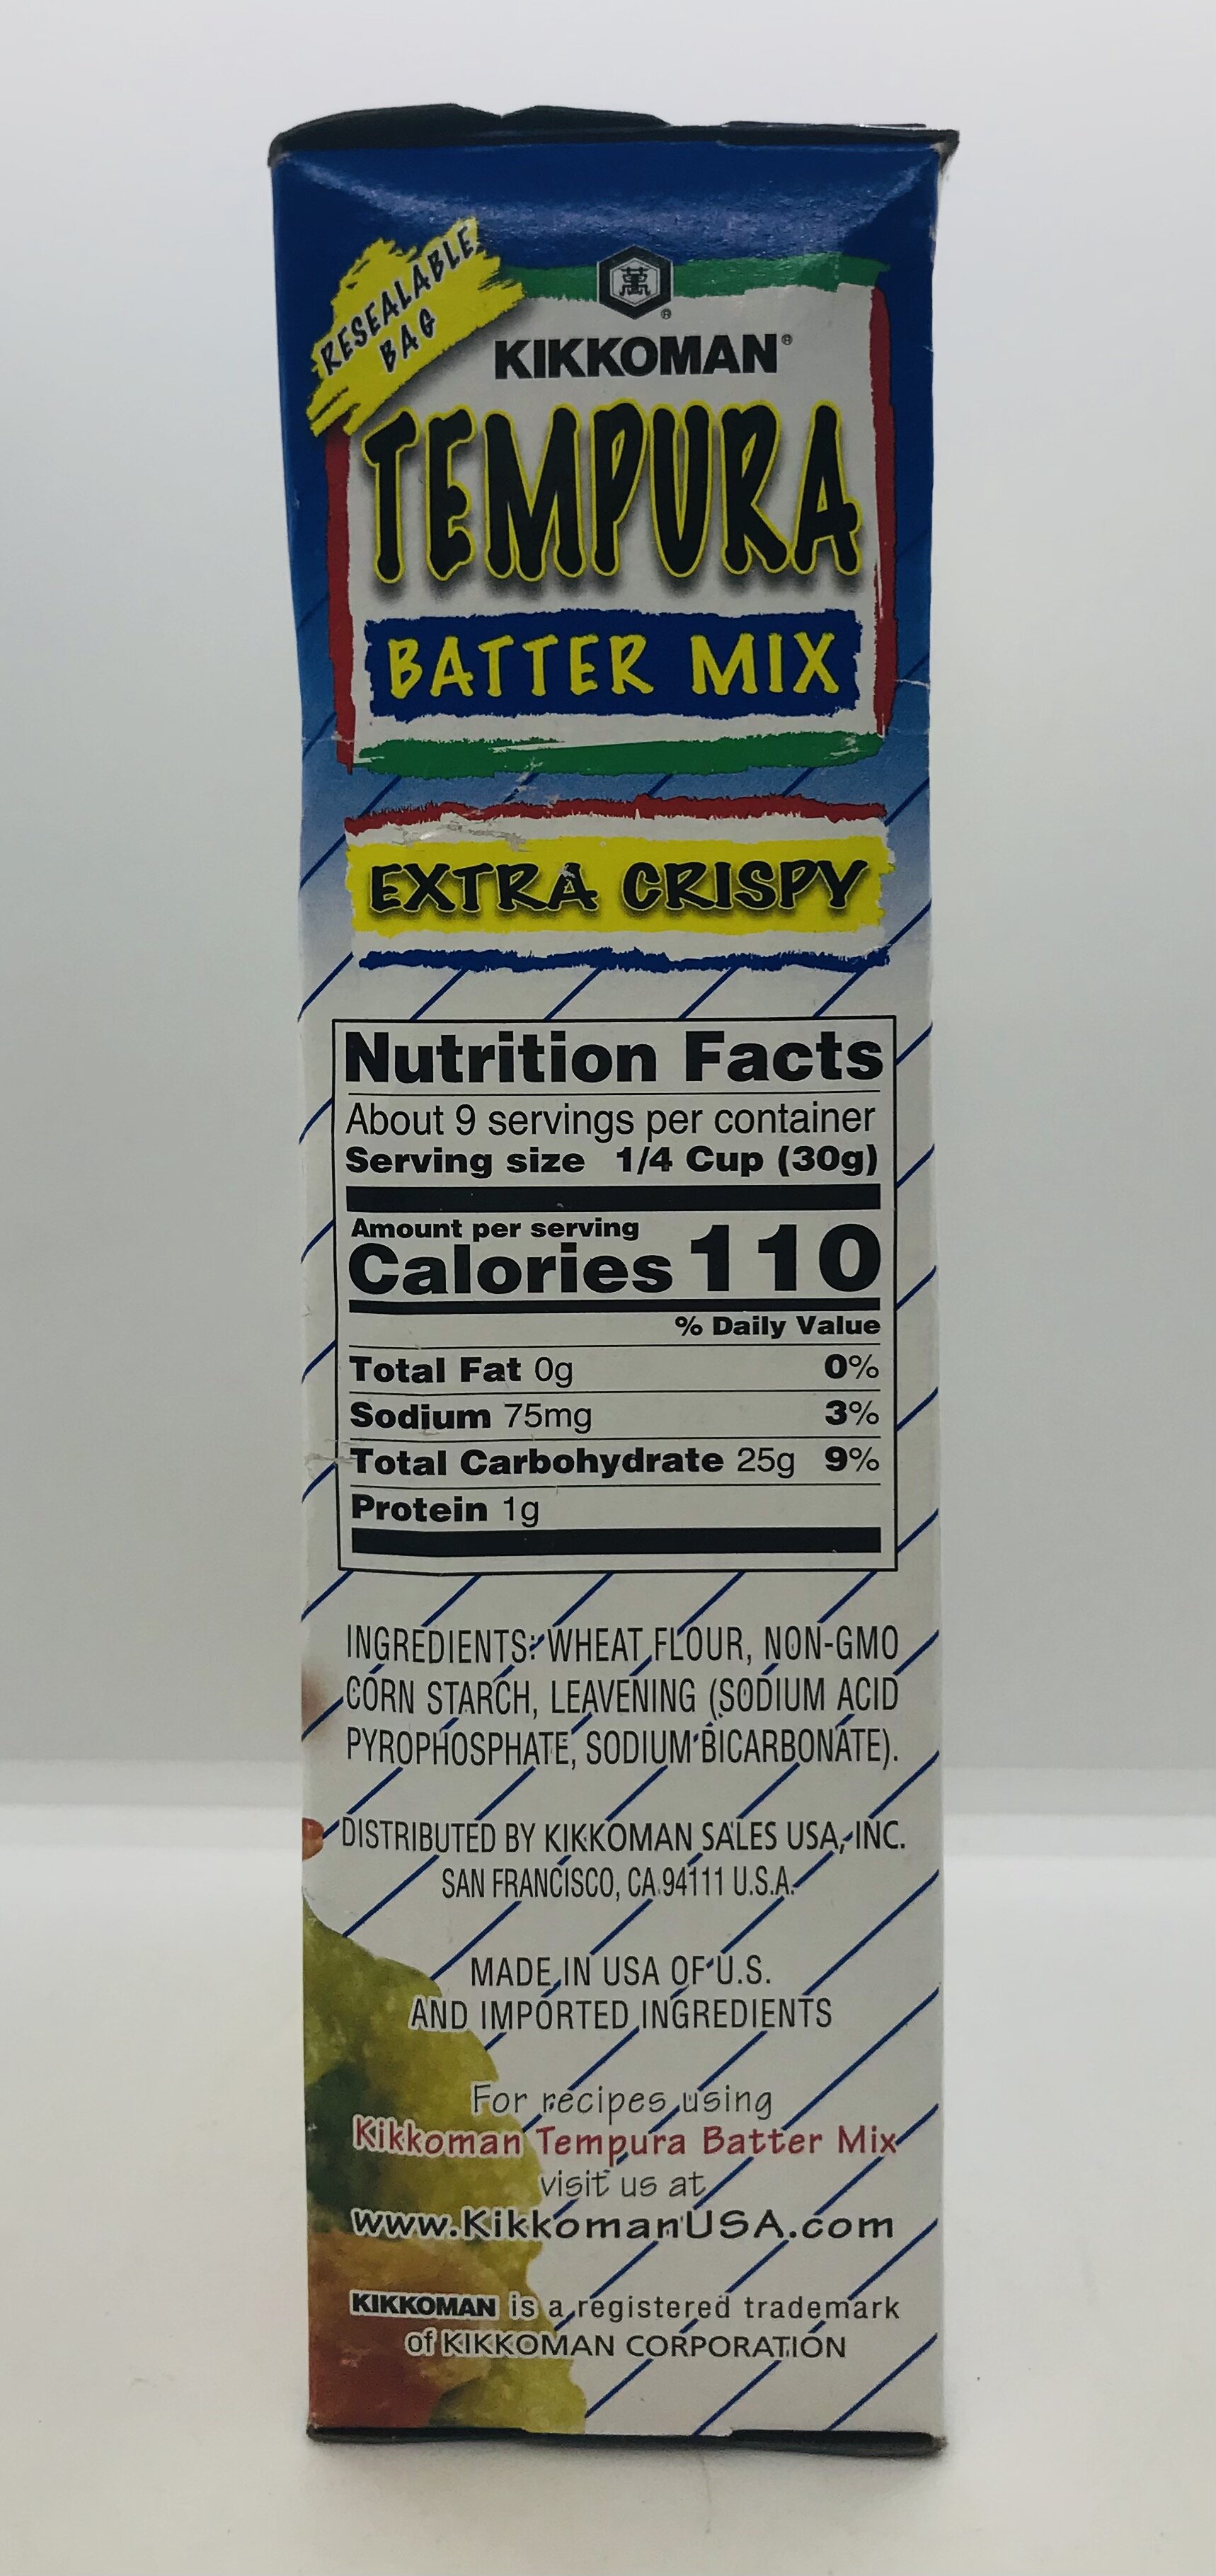 RESEALABLE
BAG
萬
®
KIKKOMAN®
TEMPURA
BATTER MIX
EXTRA CRISPY
Nutrition Facts
About 9 servings per container
Serving size 1/4 Cup (30g)
Amount per serving
Calories 110
% Daily Value
Total Fat 0g 0%
Sodium 75mg 3%
Total Carbohydrate 25g 9%
Protein 1g
INGREDIENTS: WHEAT FLOUR, NON-GMO
CORN STARCH, LEAVENING (SODIUM ACID
PYROPHOSPHATE, SODIUM BICARBONATE).
DISTRIBUTED BY KIKKOMAN SALES USA, INC.
SAN FRANCISCO, CA 94111 U.S.A.
MADE IN USA OF U.S.
AND IMPORTED INGREDIENTS
For recipes using
Kikkoman Tempura Batter Mix
visit us at
www.KikkomanUSA.com
KIKKOMAN is a registered trademark
of KIKKOMAN CORPORATION